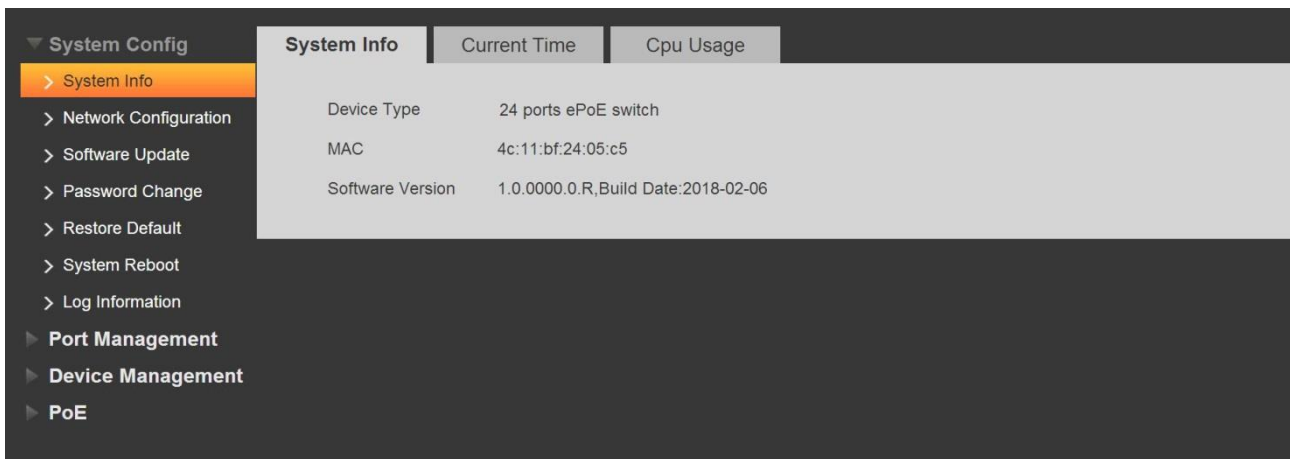 System Config
System Info
Network Configuration
Software Update
Password Change
Restore Default
System Reboot
Log Information
Port Management
Device Management
PoE
System Info Current Time Cpu Usage
Device Type 24 ports ePoE switch
MAC 4c:11:bf:24:05:c5
Software Version 1.0.0000.0.R,Build Date:2018-02-06